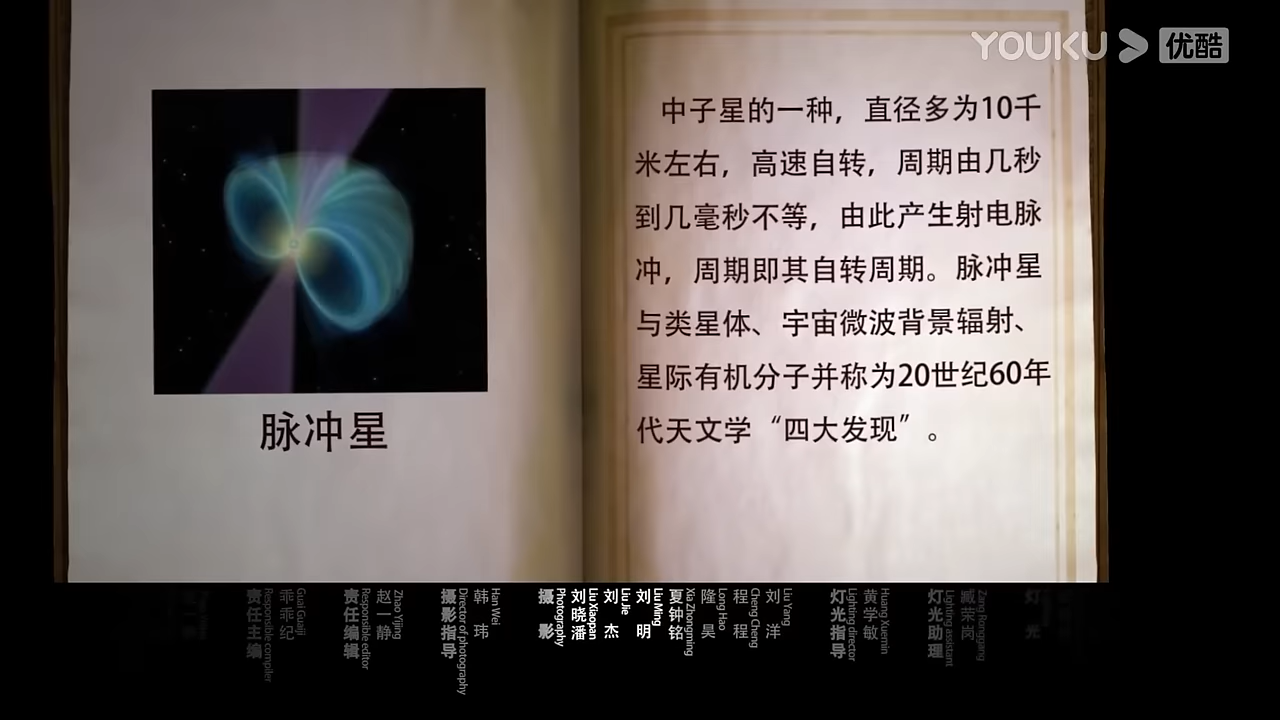 YOUKU 优酷
中子星的一种，直径多为10千
米左右，高速自转，周期由几秒
到几毫秒不等，由此产生射电脉
冲，周期即其自转周期。脉冲星
与类星体、宇宙微波背景辐射、
星际有机分子并称为20世纪60年
代天文学“四大发现”。
脉冲星
责任主编
Responsible compiler
乖乖纪
Guai Guaiji
责任编辑
Responsible editor
赵一静
Zhao Yijing
摄影指导
Director of photography
韩玮
Han Wei
摄影
Photography
刘晓潘
Liu Xiaopan
刘杰
Liu Jie
刘明
Liu Ming
夏钟铭
Xia Zhongming
隆昊
Long Hao
程程
Cheng Cheng
刘洋
Liu Yang
灯光指导
Lighting director
黄学敏
Huang Xuemin
灯光助理
Lighting assistant
臧荣岗
Zang Ronggang
灯光